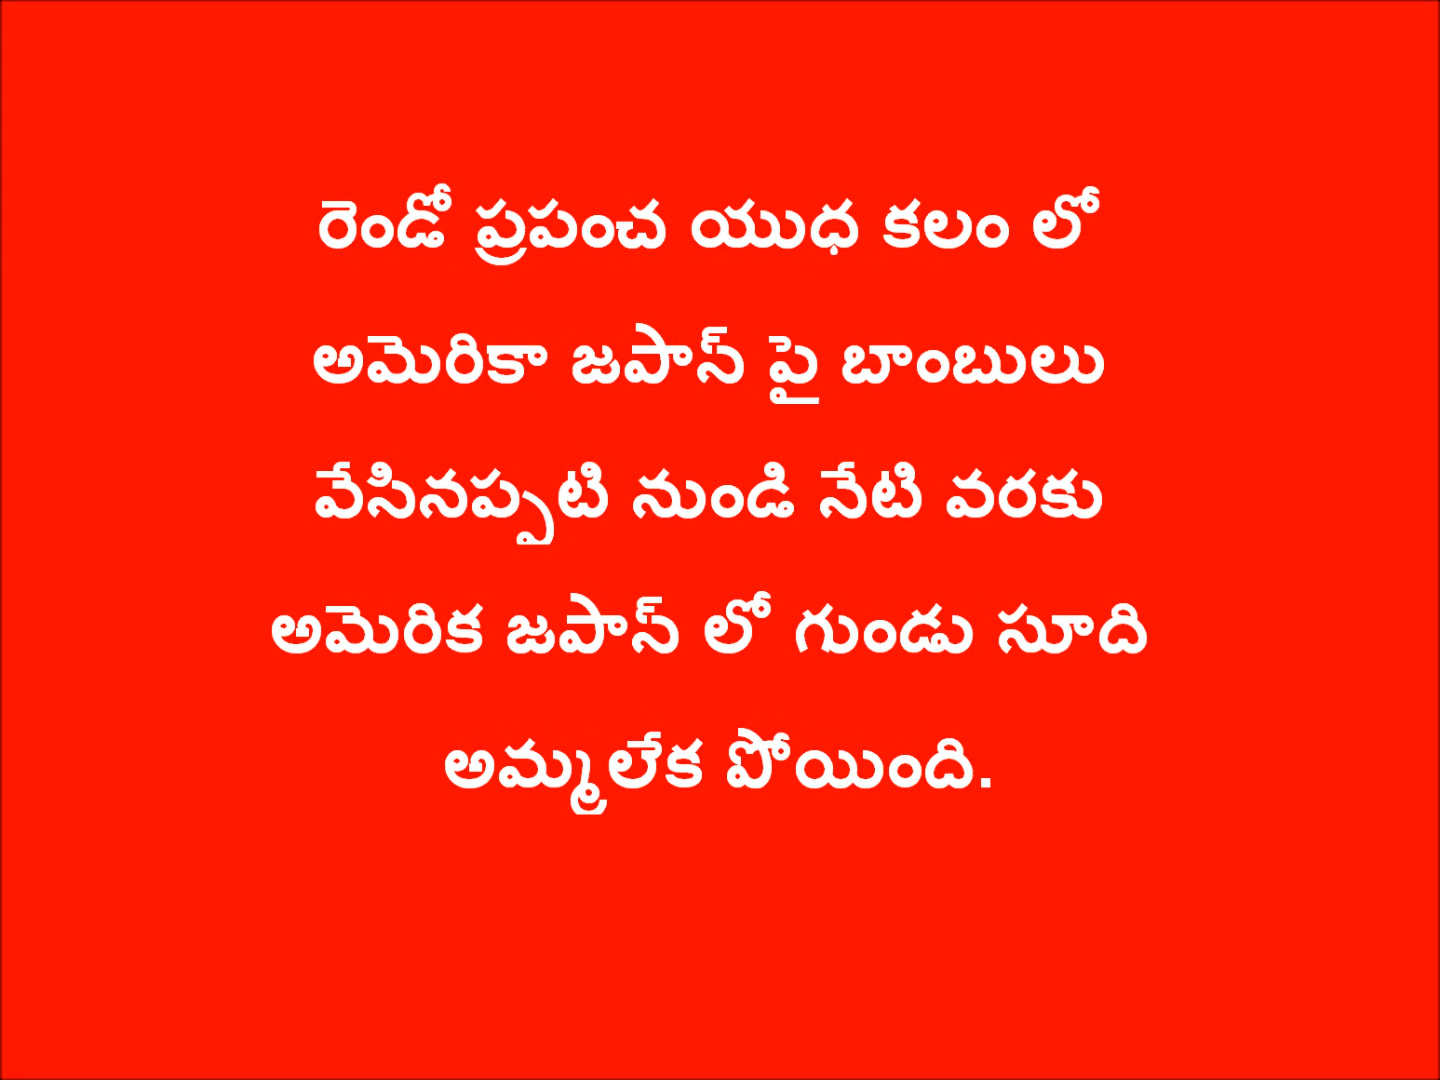 రెండో ప్రపంచ యుధ కలం లో
అమెరికా జపాన్ పై బాంబులు
వేసినప్పటి నుండి నేటి వరకు
అమెరిక జపాన్ లో గుండు సూది
అమ్మలేక పోయింది.